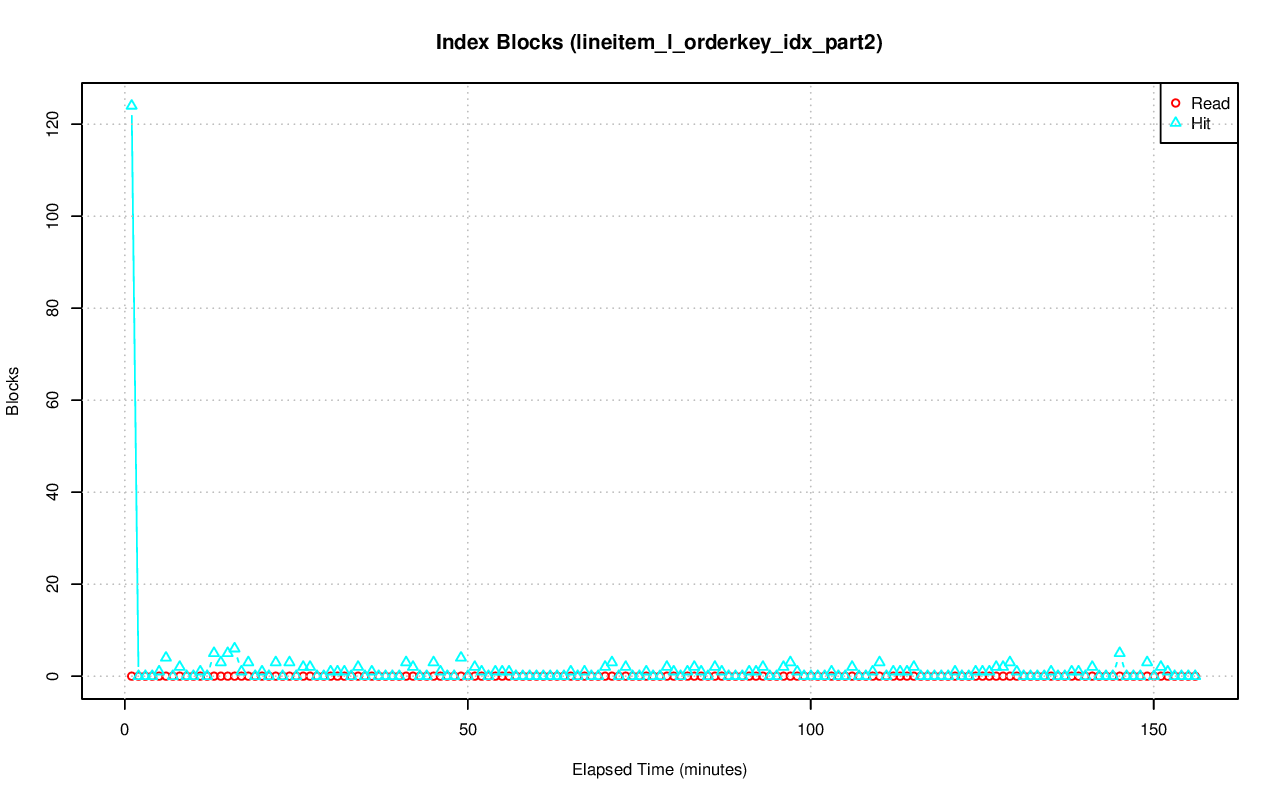 Index Blocks (lineitem_l_orderkey_idx_part2)
Read
Hit
Blocks
120
100
80
60
40
20
0
0 50 100 150
Elapsed Time (minutes)